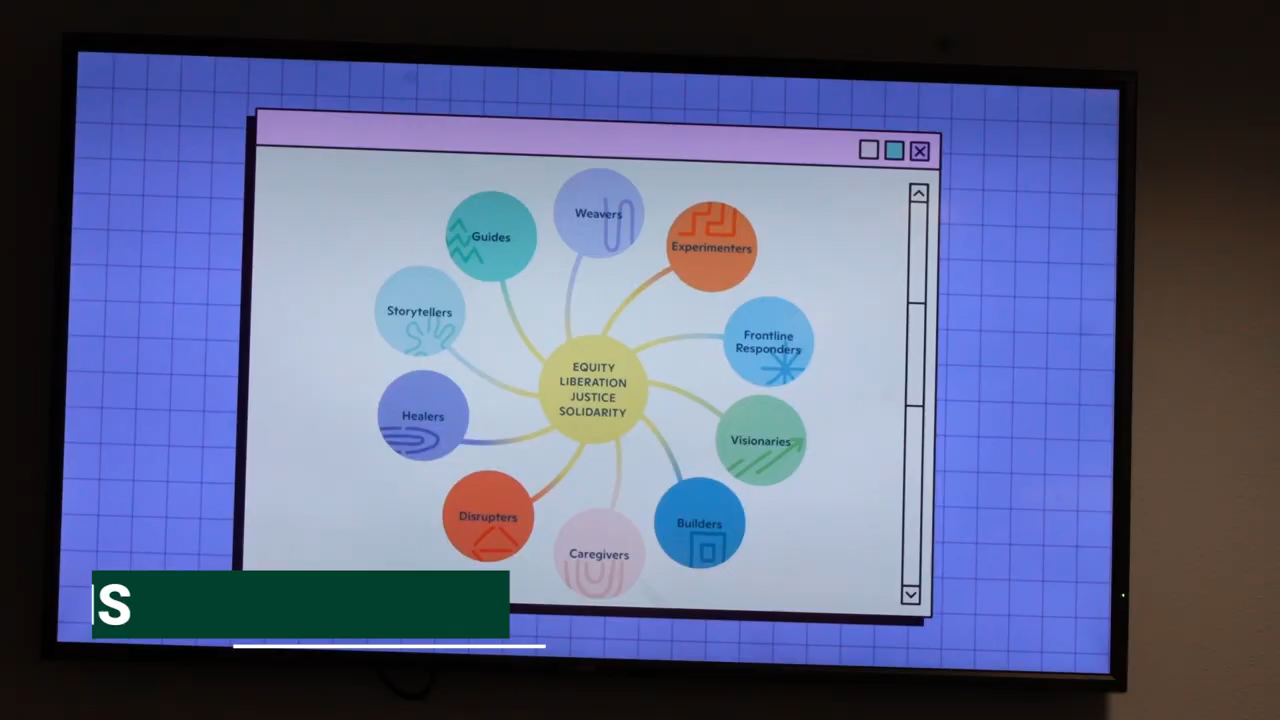 Weavers
Guides
Experimenters
Storytellers
Frontline
Responders
EQUITY
LIBERATION
JUSTICE
SOLIDARITY
Healers
Visionaries
Disrupters
Builders
Caregivers
S